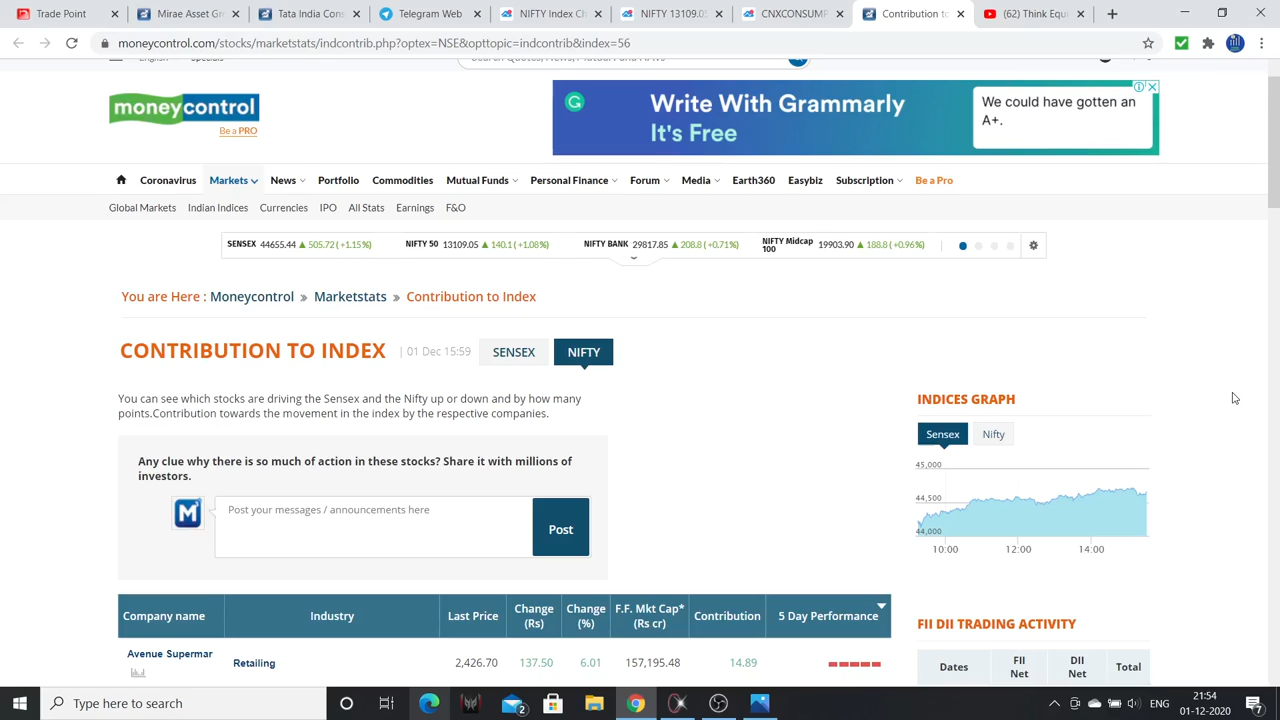 Trade Point
Mirae Asset Gr
Tata India Cons
Telegram Web
NIFTY Index Ch
NIFTY 13109.05
CNXCONSUMP
Contribution to
(62) Think Equ
moneycontrol.com/stocks/marketstats/indcontrib.php?optex=NSE&opttopic=indcontrib&index=56
English Specials
Search Quotes, News, Mutual Fund NAVs
moneycontrol
Be a PRO
Write With Grammarly
It's Free
We could have gotten an
A+.
Coronavirus Markets News Portfolio Commodities Mutual Funds Personal Finance Forum Media Earth360 Easybiz Subscription Be a Pro
Global Markets Indian Indices Currencies IPO All Stats Earnings F&O
SENSEX 44655.44 ▲ 505.72 (+1.15%) NIFTY 50 13109.05 ▲ 140.1 (+1.08%) NIFTY BANK 29817.85 ▲ 208.8 (+0.71%) NIFTY Midcap 100 19903.90 ▲ 188.8 (+0.96%)
You are Here : Moneycontrol » Marketstats » Contribution to Index
CONTRIBUTION TO INDEX | 01 Dec 15:59 SENSEX NIFTY
You can see which stocks are driving the Sensex and the Nifty up or down and by how many
points.Contribution towards the movement in the index by the respective companies.
Any clue why there is so much of action in these stocks? Share it with millions of
investors.
M
Post your messages / announcements here
Post
INDICES GRAPH
Sensex Nifty
45,000
44,500
44,000
10:00 12:00 14:00
Company name Industry Last Price Change (Rs) Change (%) F.F. Mkt Cap* (Rs cr) Contribution 5 Day Performance
Avenue Supermar Retailing 2,426.70 137.50 6.01 157,195.48 14.89
FII DII TRADING ACTIVITY
Dates FII Net DII Net Total
Type here to search
2
21:54
01-12-2020
7